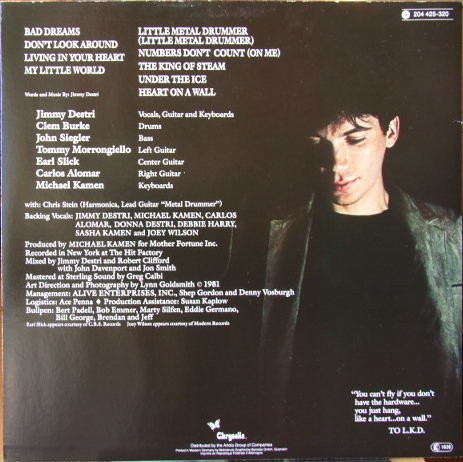 204 425-320
BAD DREAMS
DON'T LOOK AROUND
LIVING IN YOUR HEART
MY LITTLE WORLD
LITTLE METAL DRUMMER
(LITTLE METAL DRUMMER)
NUMBERS DON'T COUNT (ON ME)
THE KING OF STEAM
UNDER THE ICE
HEART ON A WALL
Words and Music By: Jimmy Destri
Jimmy Destri Vocals, Guitar and Keyboards
Clem Burke Drums
John Siegler Bass
Tommy Morrongiello Left Guitar
Earl Slick Center Guitar
Carlos Alomar Right Guitar
Michael Kamen Keyboards
with: Chris Stein (Harmonica, Lead Guitar "Metal Drummer")
Backing Vocals: JIMMY DESTRI, MICHAEL KAMEN, CARLOS
ALOMAR, DONNA DESTRI, DEBBIE HARRY,
SASHA KAMEN and JOEY WILSON
Produced by MICHAEL KAMEN for Mother Fortune Inc.
Recorded in New York at The Hit Factory
Mixed by Jimmy Destri and Robert Clifford
with John Davenport and Jon Smith
Mastered at Sterling Sound by Greg Calbi
Art Direction and Photography by Lynn Goldsmith © 1981
Management: ALIVE ENTERPRISES, INC., Shep Gordon and Denny Vosburgh
Logistics: Ace Penna ♦ Production Assistance: Susan Kaplow
Bullpen: Bert Padell, Bob Emmer, Marty Silfen, Eddie Germano,
Bill George, Brendan and Jeff
Earl Slick appears courtesy of C.B.S. Records Joey Wilson appears courtesy of Modern Records
"You can't fly if you don't
have the hardware...
you just hang,
like a heart...on a wall."
TO L.K.D.
Chrysalis
Distributed by the Ariola Group of Companies